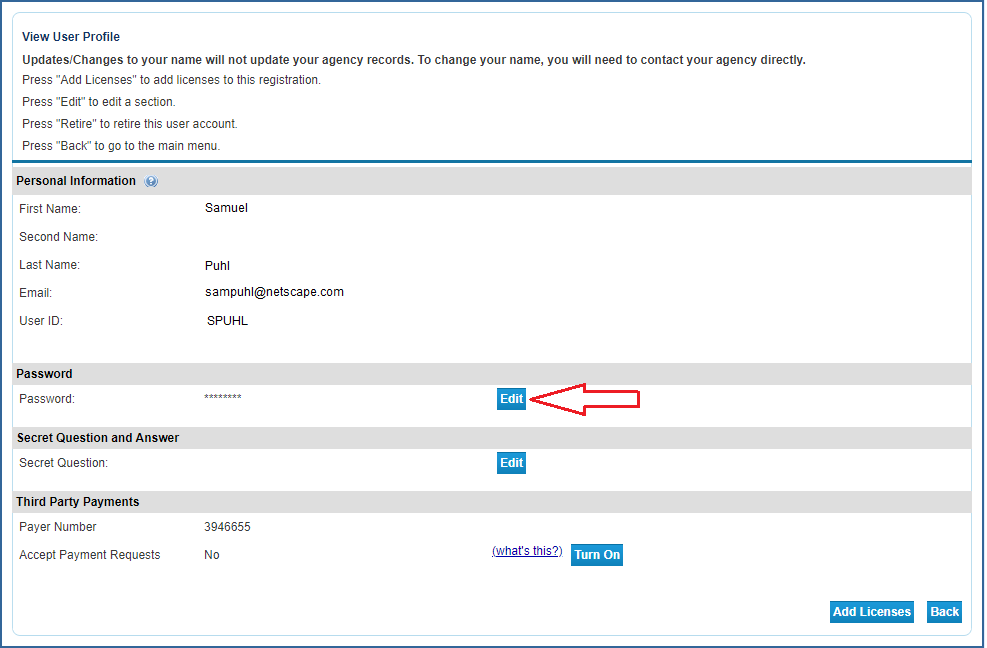 View User Profile
Updates/Changes to your name will not update your agency records. To change your name, you will need to contact your agency directly.
Press "Add Licenses" to add licenses to this registration.
Press "Edit" to edit a section.
Press "Retire" to retire this user account.
Press "Back" to go to the main menu.
Personal Information ?
First Name: Samuel
Second Name:
Last Name: Puhl
Email: sampuhl@netscape.com
User ID: SPUHL
Password
Password: ******** Edit
Secret Question and Answer
Secret Question: Edit
Third Party Payments
Payer Number 3946655
Accept Payment Requests No (what's this?) Turn On
Add Licenses Back